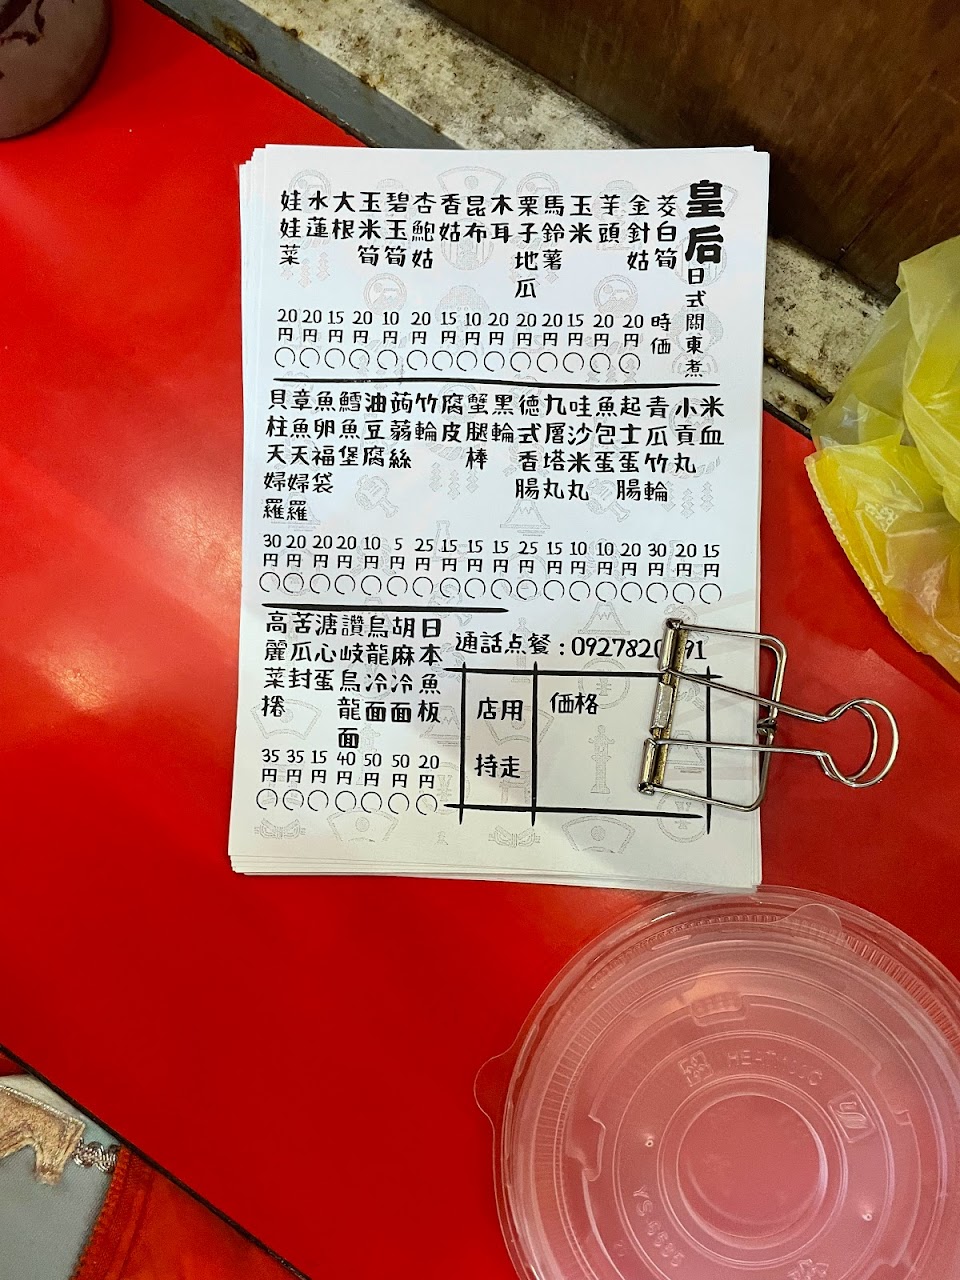 皇后日式關東煮
茭白筍 時価
金針姑 20円
芋頭 20円
玉米 15円
馬鈴薯 20円
栗子地瓜 20円
木耳 20円
昆布 10円
香姑 15円
杏鮑姑 20円
碧玉筍 10円
玉米筍 20円
大根 15円
水蓮 20円
娃娃菜 20円
米血 15円
小貢丸 20円
青瓜竹輪 30円
起士蛋腸 20円
魚包蛋 10円
哇沙米丸 10円
九層塔丸 15円
德式香腸 25円
黑輪 15円
蟹腿棒 15円
腐皮 15円
竹輪 25円
蒟蒻絲 5円
油豆腐 10円
鱈魚堡 20円
魚卵福袋 20円
章魚天婦羅 20円
貝柱天婦羅 30円
日本魚板 20円
胡麻冷面 50円
烏龍冷面 50円
讚岐烏龍面 40円
溏心蛋 15円
苦瓜封 35円
高麗菜捲 35円
通話点餐:
店用
持走
価格